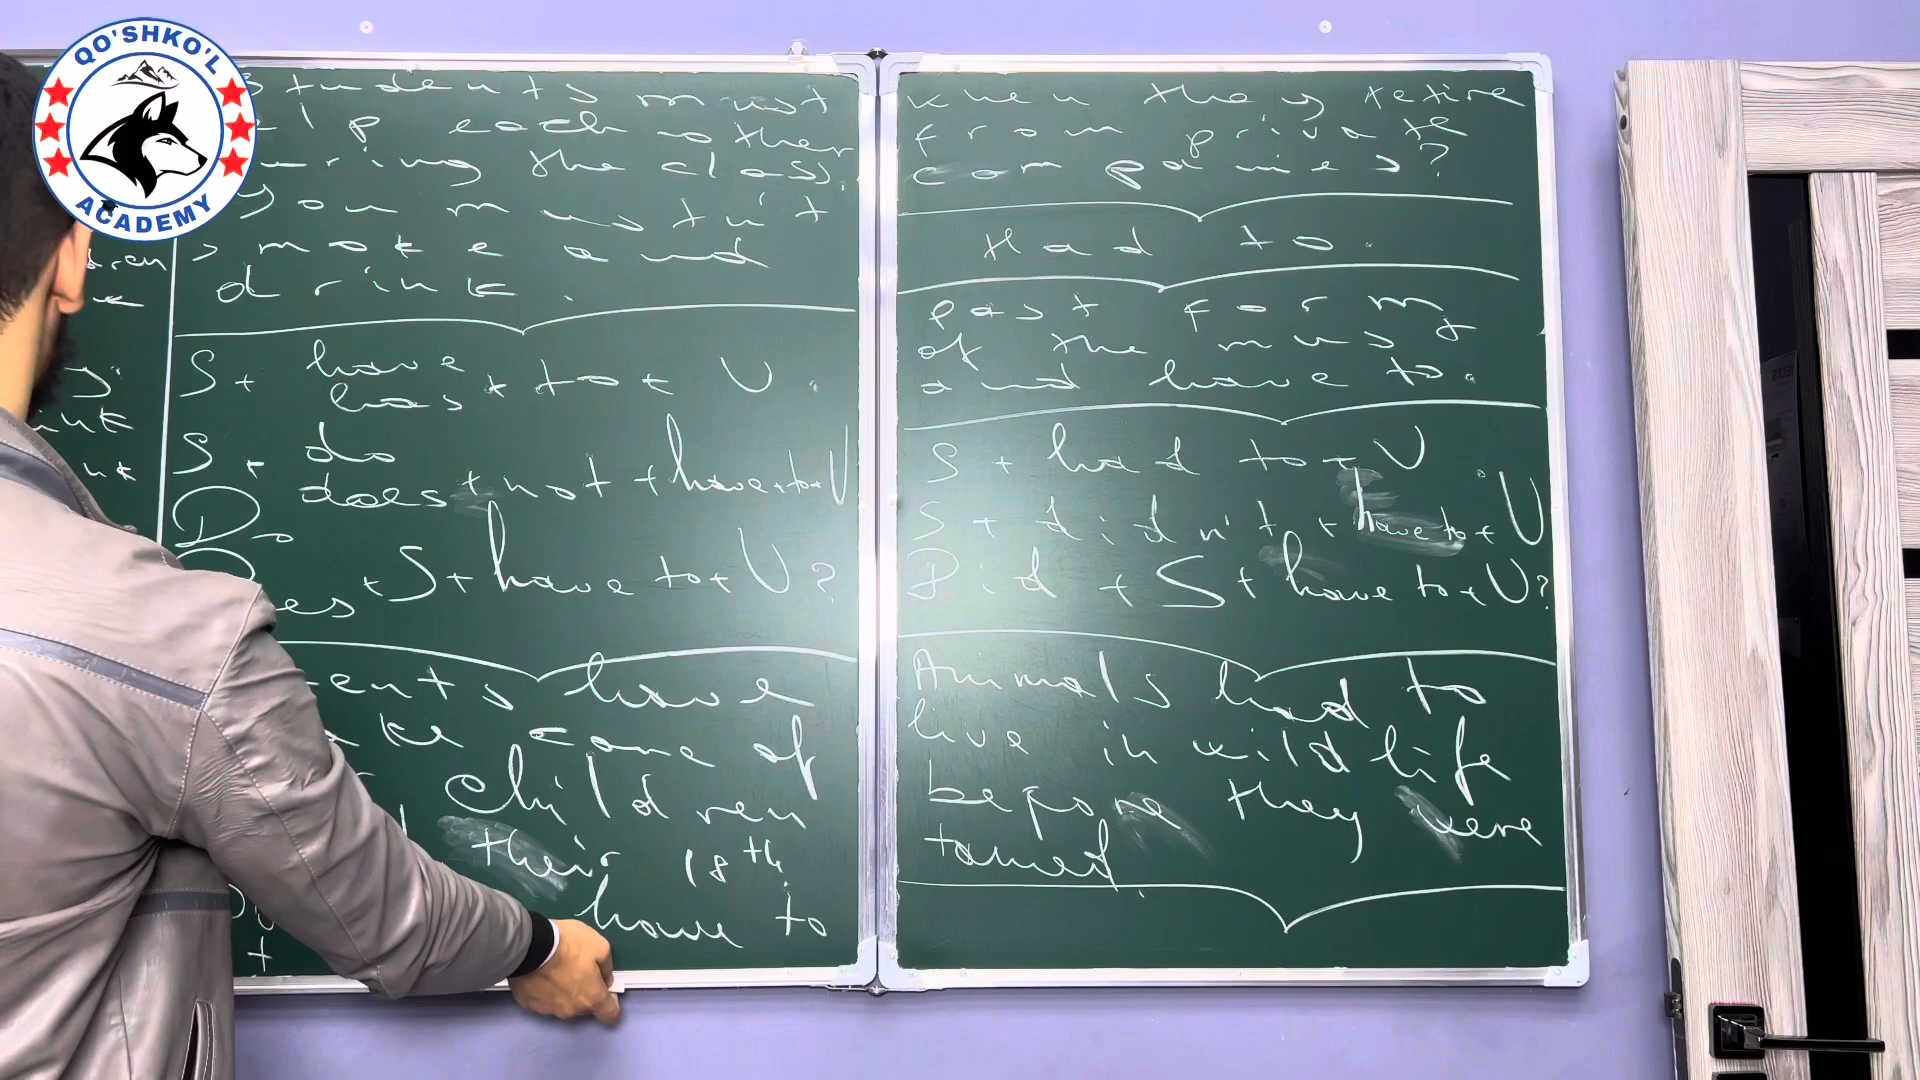 QO'SHKO'L
ACADEMY
students must
each other
the class.
you mustn't
smoke and
drink.
S + have
has + to + V.
S + do
does + not + have + to + V
Do
+ S + have to + V ?
es
have
care of
children
their 18th
have to
when they retire
from private
companies?
Had to.
past form
of the must
and have to.
S + had to + V
S + didn't + have to + V
Did + S + have to + V?
Animals had to
live in wild life
before they were
tamed.